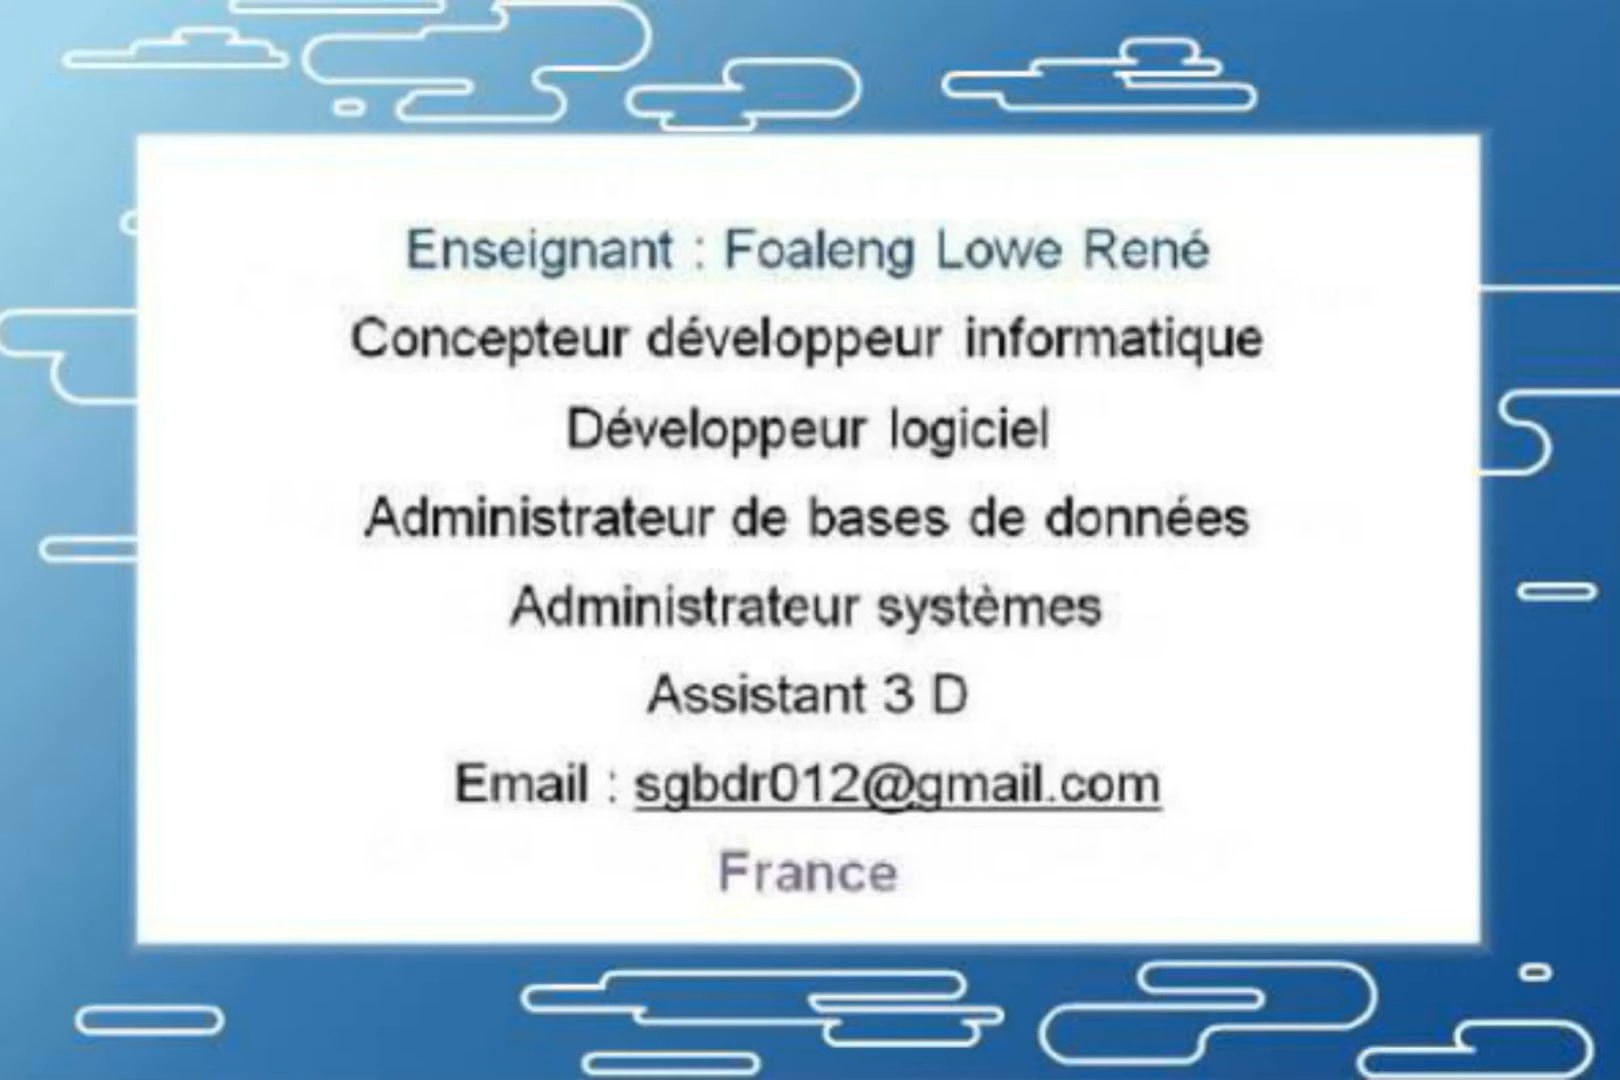 Enseignant : Foaleng Lowe René
Concepteur développeur informatique
Développeur logiciel
Administrateur de bases de données
Administrateur systèmes
Assistant 3 D
Email : sgbdr012@gmail.com
France